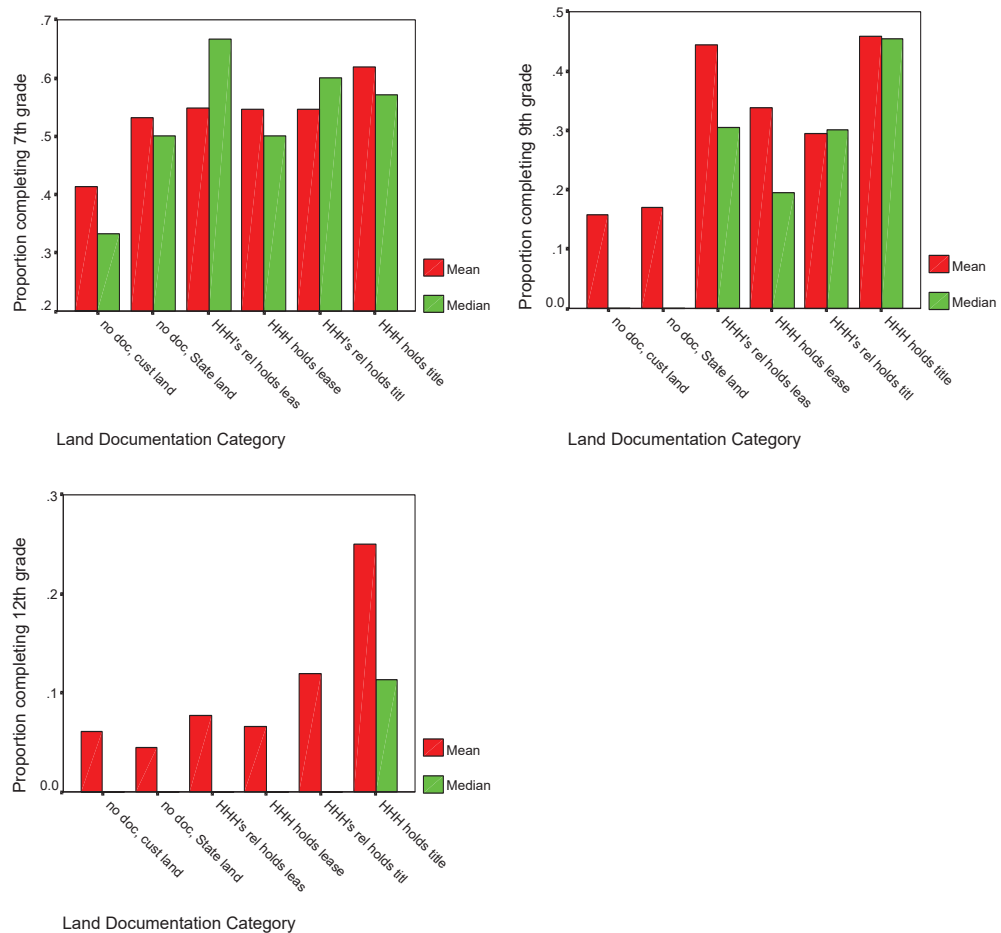 Proportion completing 7th grade
.7
.6
.5
.4
.3
.2
no doc, cust land
no doc, State land
HHH's rel holds leas
HHH holds lease
HHH's rel holds titl
HHH holds title
Land Documentation Category
Mean
Median
Proportion completing 9th grade
.5
.4
.3
.2
.1
0.0
no doc, cust land
no doc, State land
HHH's rel holds leas
HHH holds lease
HHH's rel holds titl
HHH holds title
Land Documentation Category
Mean
Median
Proportion completing 12th grade
.3
.2
.1
0.0
no doc, cust land
no doc, State land
HHH's rel holds leas
HHH holds lease
HHH's rel holds titl
HHH holds title
Land Documentation Category
Mean
Median